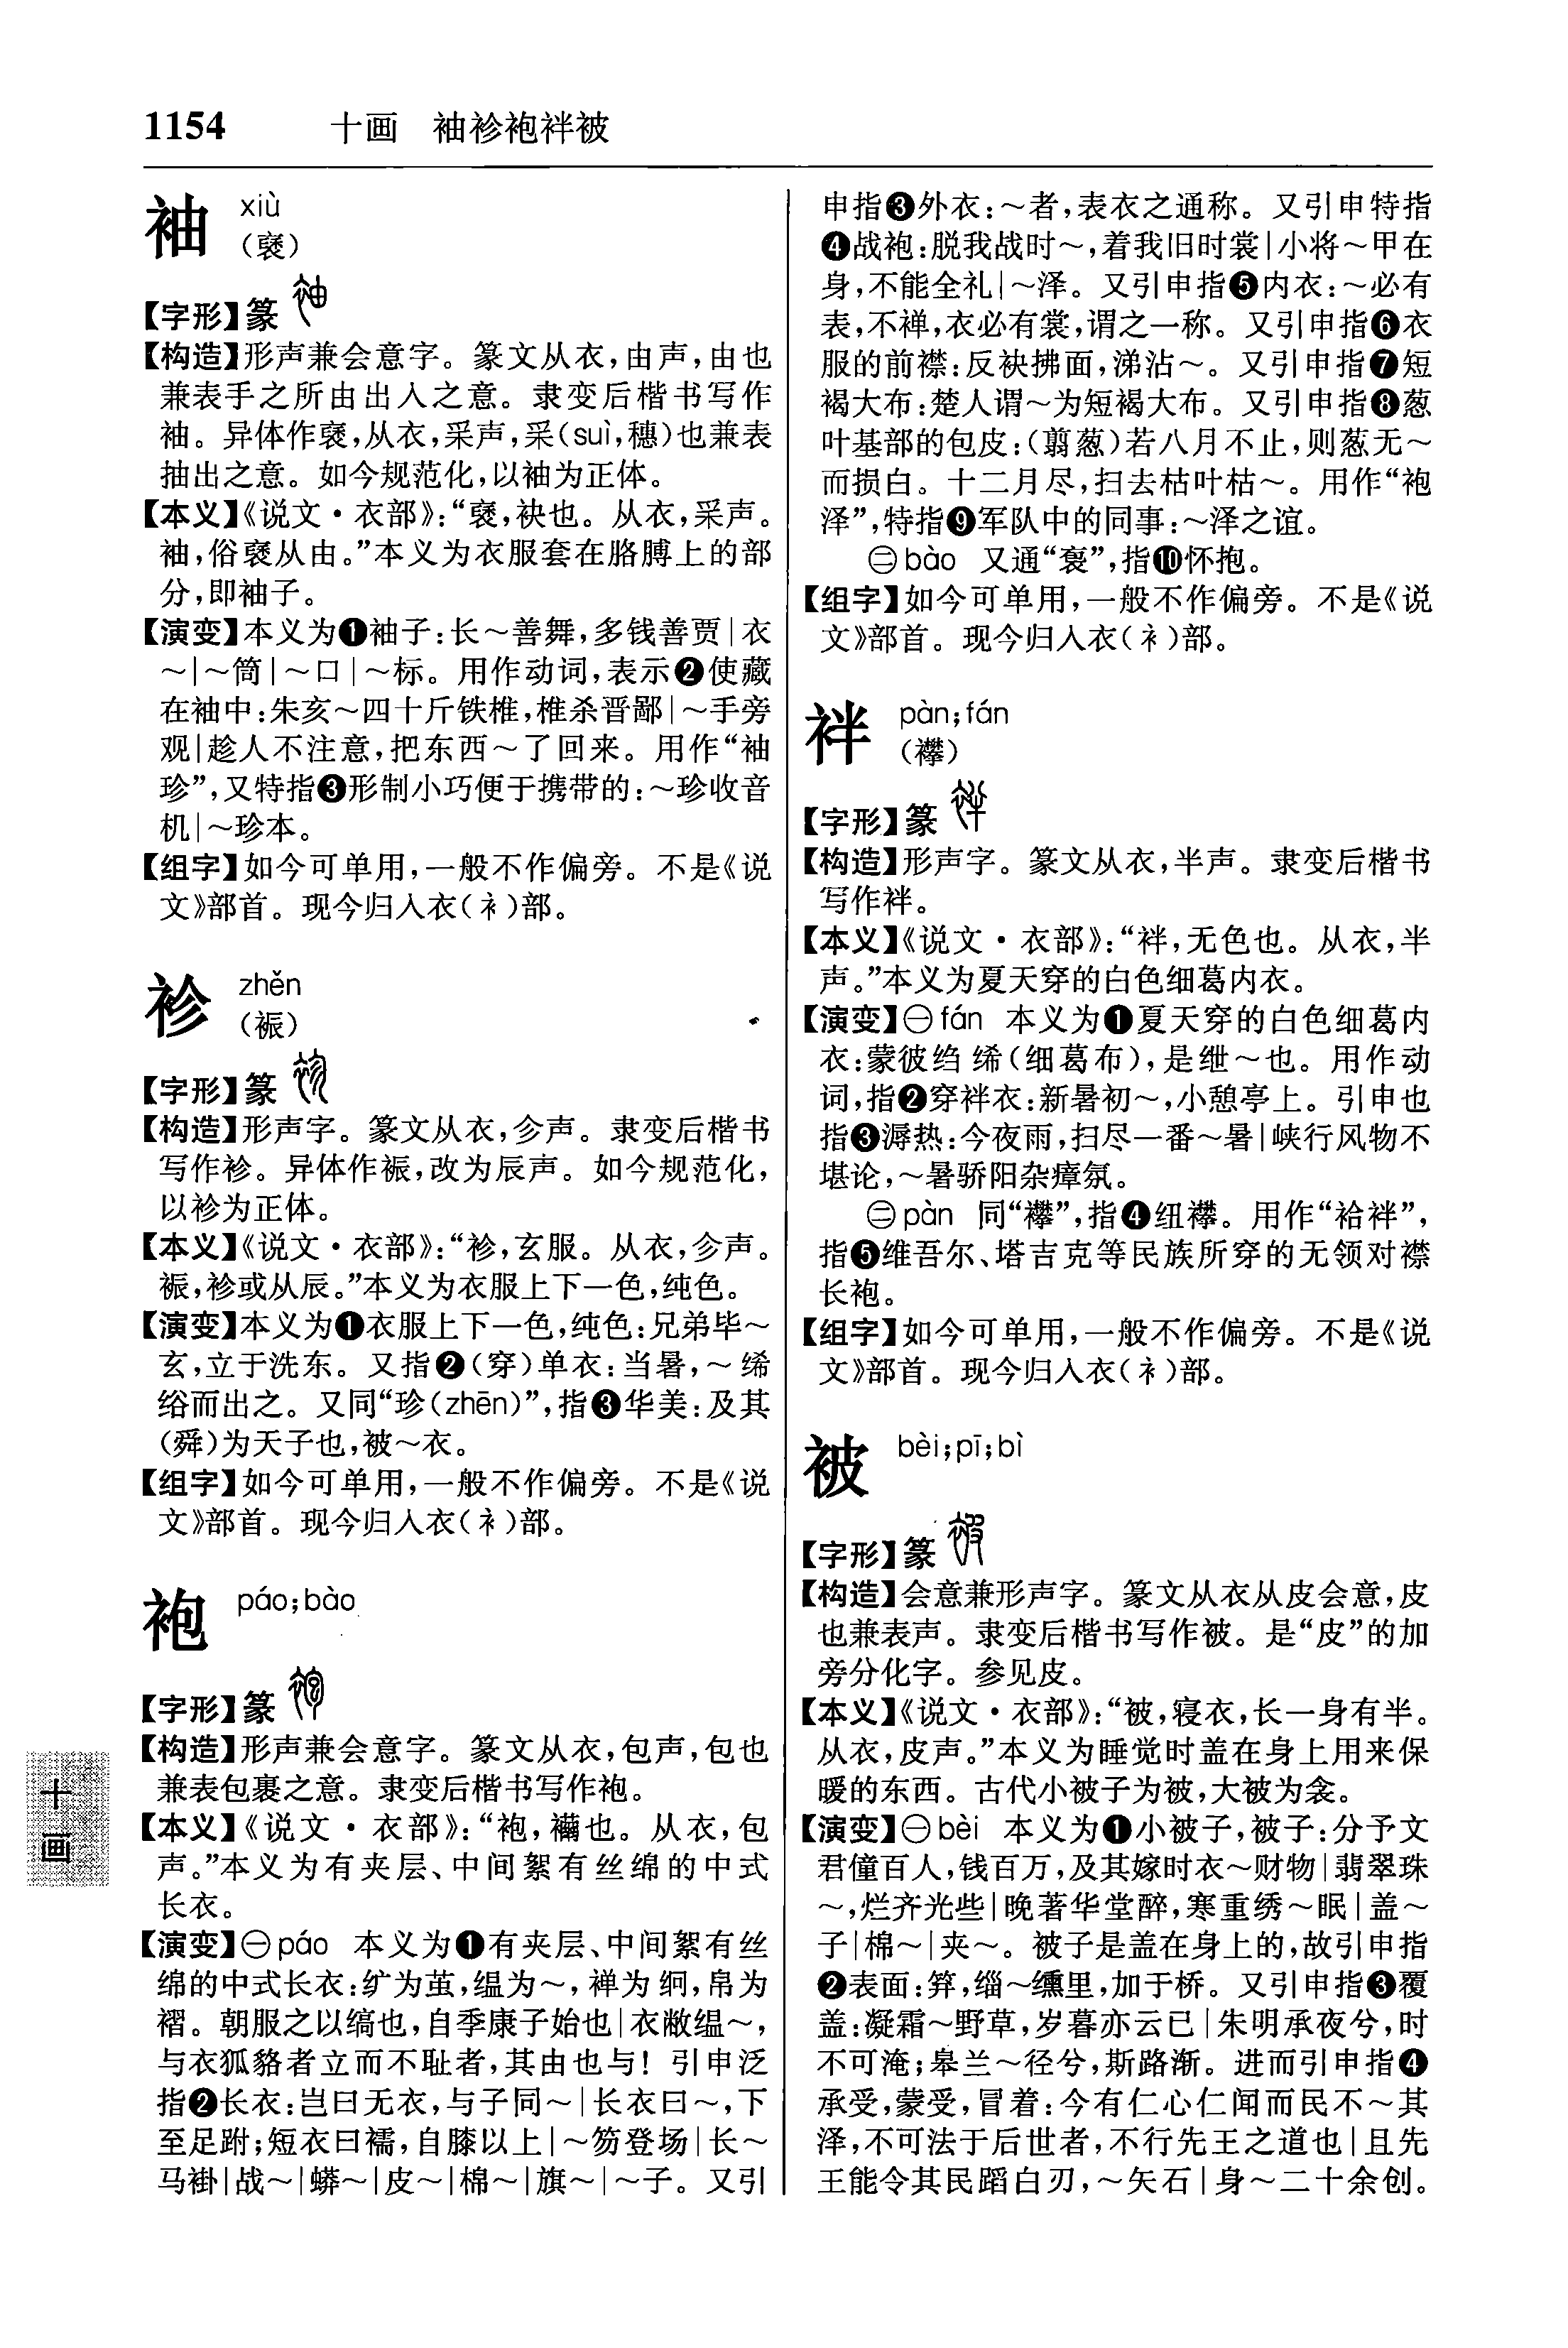 1154 十画 袖袗袍袢被
袖 xiù
（褎）
【字形】篆
【构造】形声兼会意字。篆文从衣，由声，由也
兼表手之所由出入之意。隶变后楷书写作
袖。异体作褎，从衣，采声，采(suì，穗)也兼表
抽出之意。如今规范化，以袖为正体。
【本义】《说文·衣部》：“褎，袂也。从衣，采声。
袖，俗褎从由。”本义为衣服套在胳膊上的部
分，即袖子。
【演变】本义为❶袖子：长～善舞，多钱善贾|衣
～|～筒|～口|～标。用作动词，表示❷使藏
在袖中：朱亥～四十斤铁椎，椎杀晋鄙|～手旁
观|趁人不注意，把东西～了回来。用作“袖
珍”，又特指❸形制小巧便于携带的：～珍收音
机|～珍本。
【组字】如今可单用，一般不作偏旁。不是《说
文》部首。现今归入衣(衤)部。
袗 zhěn
（裖）
【字形】篆
【构造】形声字。篆文从衣，㐱声。隶变后楷书
写作袗。异体作裖，改为辰声。如今规范化，
以袗为正体。
【本义】《说文·衣部》：“袗，玄服。从衣，㐱声。
裖，袗或从辰。”本义为衣服上下一色，纯色。
【演变】本义为❶衣服上下一色，纯色：兄弟毕～
玄，立于洗东。又指❷(穿)单衣：当暑，～绤
绤而出之。又同“珍(zhēn)”，指❸华美：及其
(舜)为天子也，被～衣。
【组字】如今可单用，一般不作偏旁。不是《说
文》部首。现今归入衣(衤)部。
袍 páo；bào
【字形】篆
【构造】形声兼会意字。篆文从衣，包声，包也
兼表包裹之意。隶变后楷书写作袍。
【本义】《说文·衣部》：“袍，襺也。从衣，包
声。”本义为有夹层、中间絮有丝绵的中式
长衣。
【演变】㊀páo 本义为❶有夹层、中间絮有丝
绵的中式长衣：纩为茧，缊为～，禅为䌹，帛为
褶。朝服之以缟也，自季康子始也|衣敝缊～，
与衣狐貉者立而不耻者，其由也与！引申泛
指❷长衣：岂曰无衣，与子同～|长衣曰～，下
至足跗；短衣曰襦，自膝以上|～笏登场|长～
马褂|战～|蟒～|皮～|棉～|旗～|～子。又引
申指❸外衣：～者，表衣之通称。又引申特指
❹战袍：脱我战时～，着我旧时裳|小将～甲在
身，不能全礼|～泽。又引申指❺内衣：～必有
表，不禅，衣必有裳，谓之一称。又引申指❻衣
服的前襟：反袂拂面，涕沾～。又引申指❼短
褐大布：楚人谓～为短褐大布。又引申指❽葱
叶基部的包皮：(翦葱)若八月不止，则葱无～
而损白。十二月尽，扫去枯叶枯～。用作“袍
泽”，特指❾军队中的同事：～泽之谊。
㊁bào 又通“袌”，指❿怀抱。
【组字】如今可单用，一般不作偏旁。不是《说
文》部首。现今归入衣(衤)部。
袢 pàn；fán
（襻）
【字形】篆
【构造】形声字。篆文从衣，半声。隶变后楷书
写作袢。
【本义】《说文·衣部》：“袢，无色也。从衣，半
声。”本义为夏天穿的白色细葛内衣。
【演变】㊀fán 本义为❶夏天穿的白色细葛内
衣：蒙彼绉绤(细葛布)，是绁～也。用作动
词，指❷穿袢衣：新暑初～，小憩亭上。引申也
指❸溽热：今夜雨，扫尽一番～暑|峡行风物不
堪论，～暑骄阳杂瘴氛。
㊁pàn 同“襻”，指❹纽襻。用作“袷袢”，
指❺维吾尔、塔吉克等民族所穿的无领对襟
长袍。
【组字】如今可单用，一般不作偏旁。不是《说
文》部首。现今归入衣(衤)部。
被 bèi；pī；bì
【字形】篆
【构造】会意兼形声字。篆文从衣从皮会意，皮
也兼表声。隶变后楷书写作被。是“皮”的加
旁分化字。参见皮。
【本义】《说文·衣部》：“被，寝衣，长一身有半。
从衣，皮声。”本义为睡觉时盖在身上用来保
暖的东西。古代小被子为被，大被为衾。
【演变】㊀bèi 本义为❶小被子，被子：分予文
君僮百人，钱百万，及其嫁时衣～财物|翡翠珠
～，烂齐光些|晚著华堂醉，寒重绣～眠|盖～
子|棉～|夹～。被子是盖在身上的，故引申指
❷表面：笲，缁～纁里，加于桥。又引申指❸覆
盖：凝霜～野草，岁暮亦云已|朱明承夜兮，时
不可淹；皋兰～径兮，斯路渐。进而引申指❹
承受，蒙受，冒着：今有仁心仁闻而民不～其
泽，不可法于后世者，不行先王之道也|且先
王能令其民蹈白刃，～矢石|身～二十余创。
十画